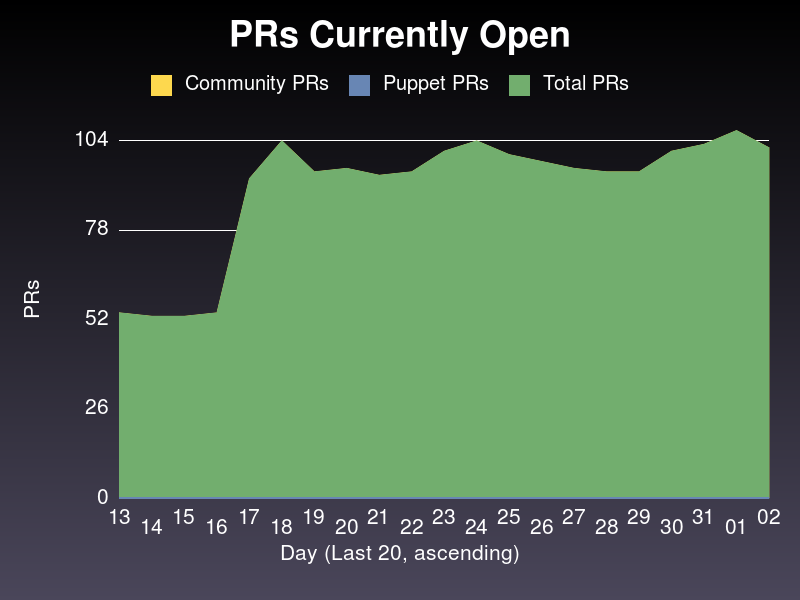 PRs Currently Open
Community PRs Puppet PRs Total PRs
104
78
52
26
0
PRs
13 14 15 16 17 18 19 20 21 22 23 24 25 26 27 28 29 30 31 01 02
Day (Last 20, ascending)